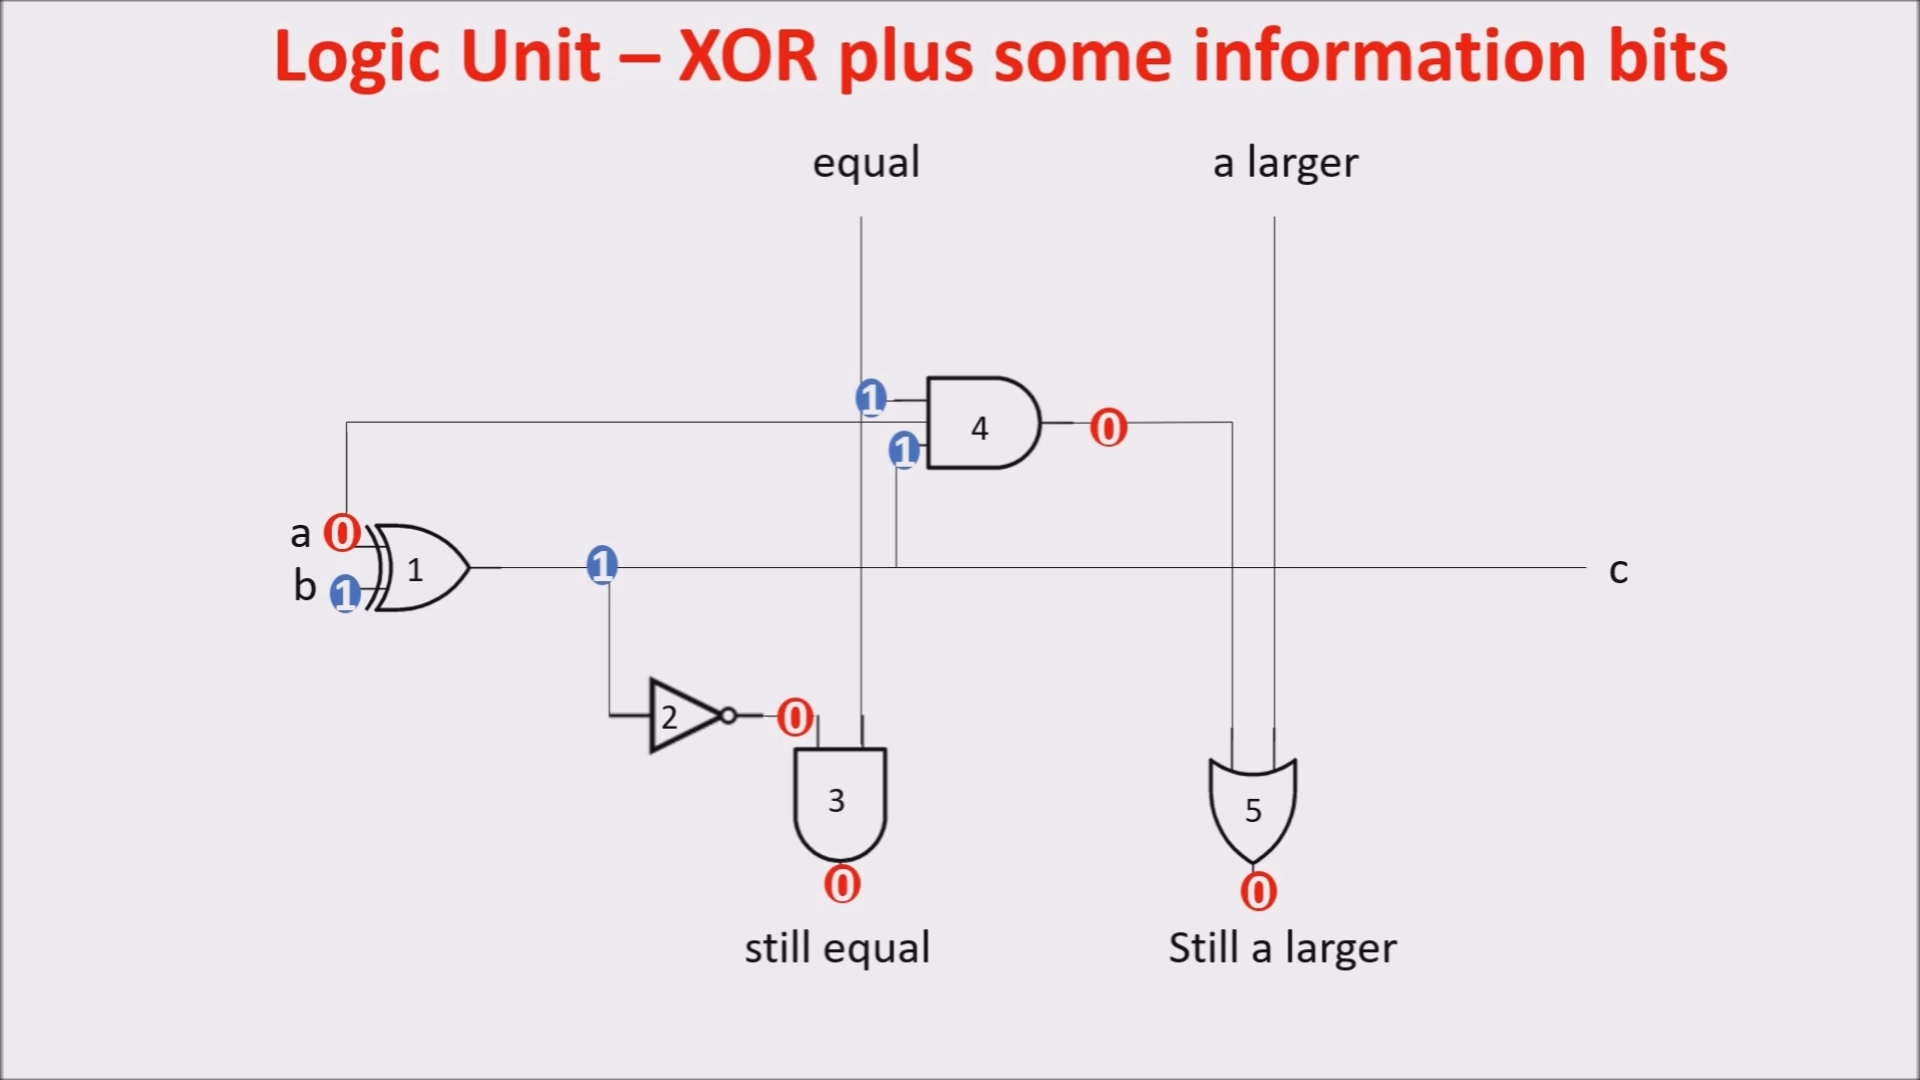 Logic Unit – XOR plus some information bits
equal
a larger
1
4
0
1
a 0
1
1
c
b 1
2
0
3
5
0
0
still equal
Still a larger